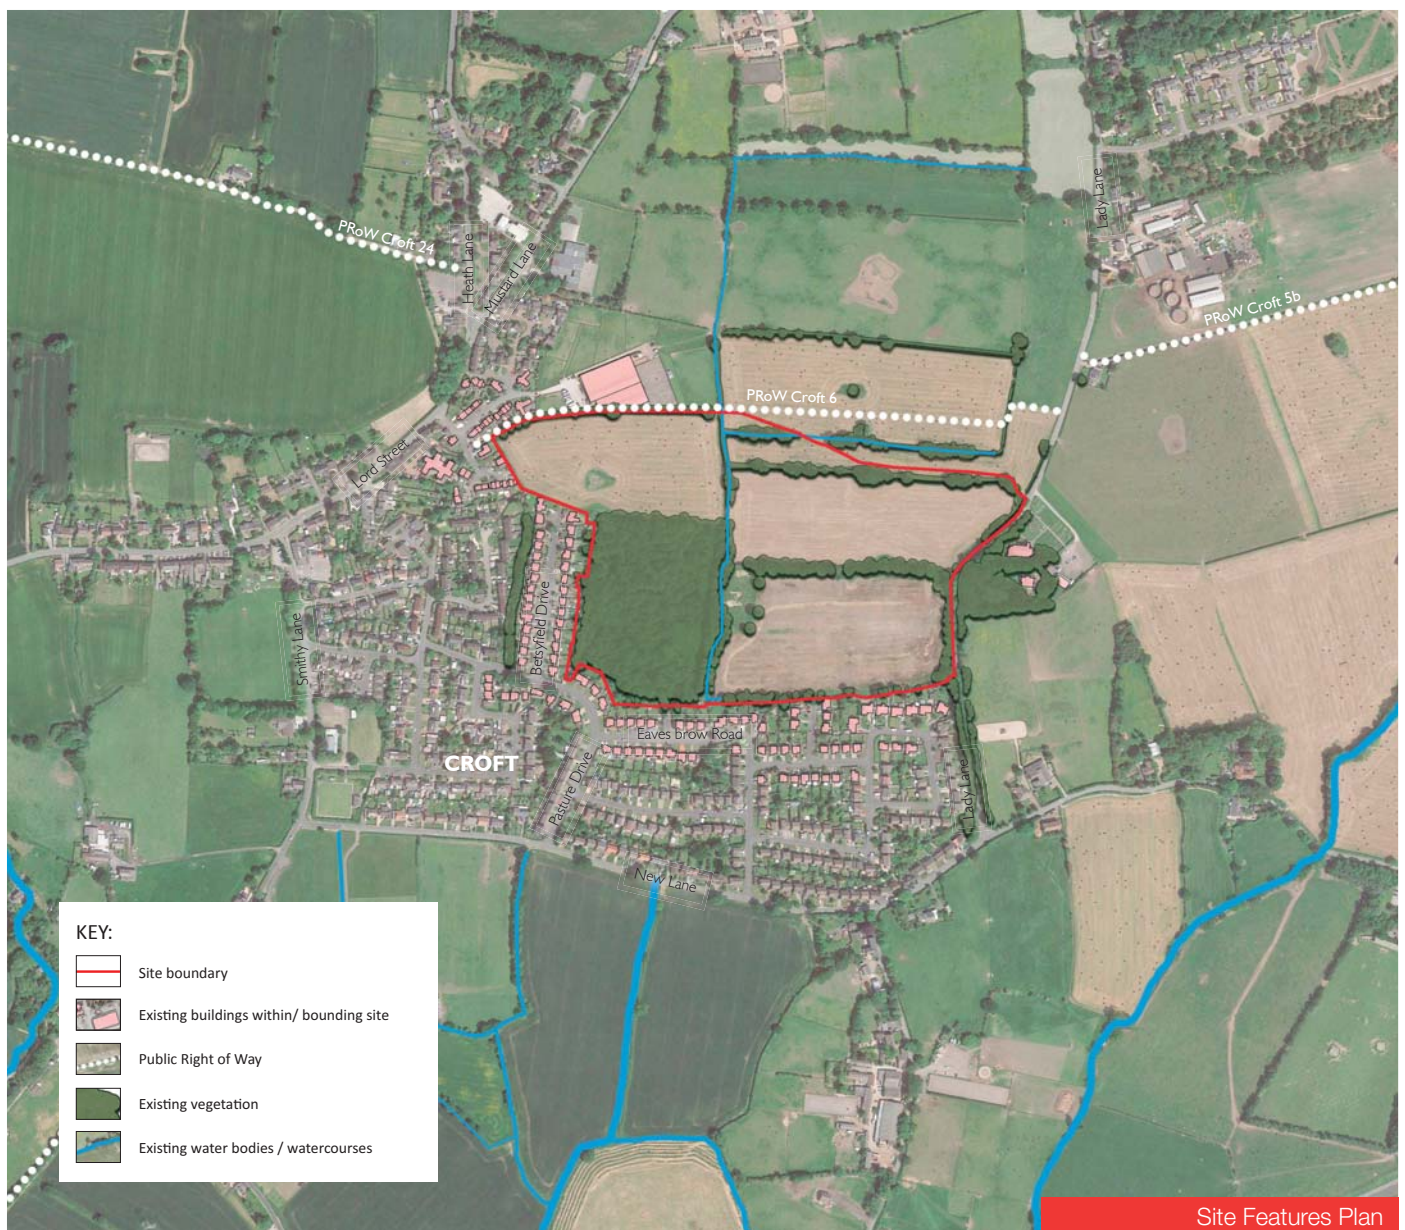 Lady Lane
PRoW Croft 24
Heath Lane
Mustard Lane
PRoW Croft 5b
PRoW Croft 6
Lord Street
Betsyfield Drive
Smithy Lane
Eaves brow Road
CROFT
Pasture Drive
Lady Lane
New Lane
KEY:
Site boundary
Existing buildings within/ bounding site
Public Right of Way
Existing vegetation
Existing water bodies / watercourses
Site Features Plan